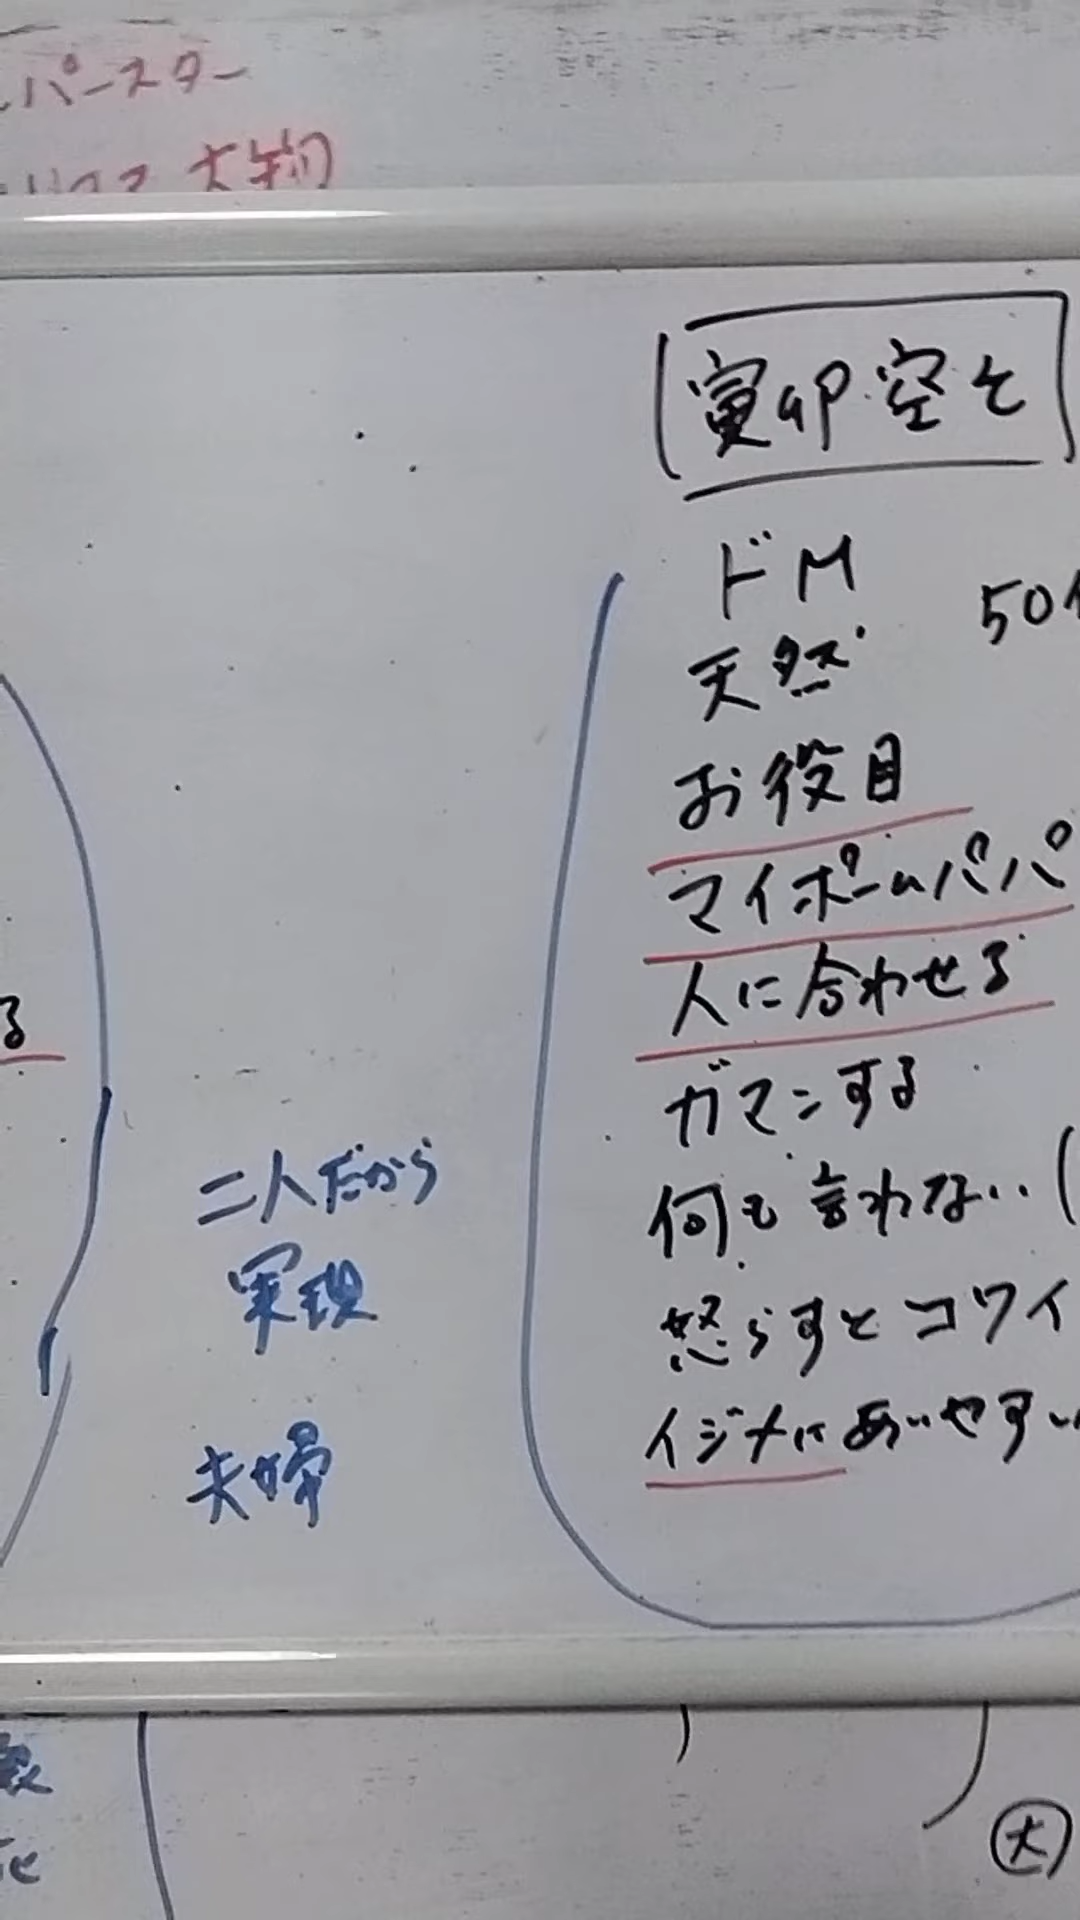 パースター
大物
寅卯空亡
ドM
天然
50
お役目
マイホームパパ
人に合わせる
る
ガマンする
二人だから
何も言わない
実現
怒らすとコワイ
イジメにあいやすい
夫婦
大